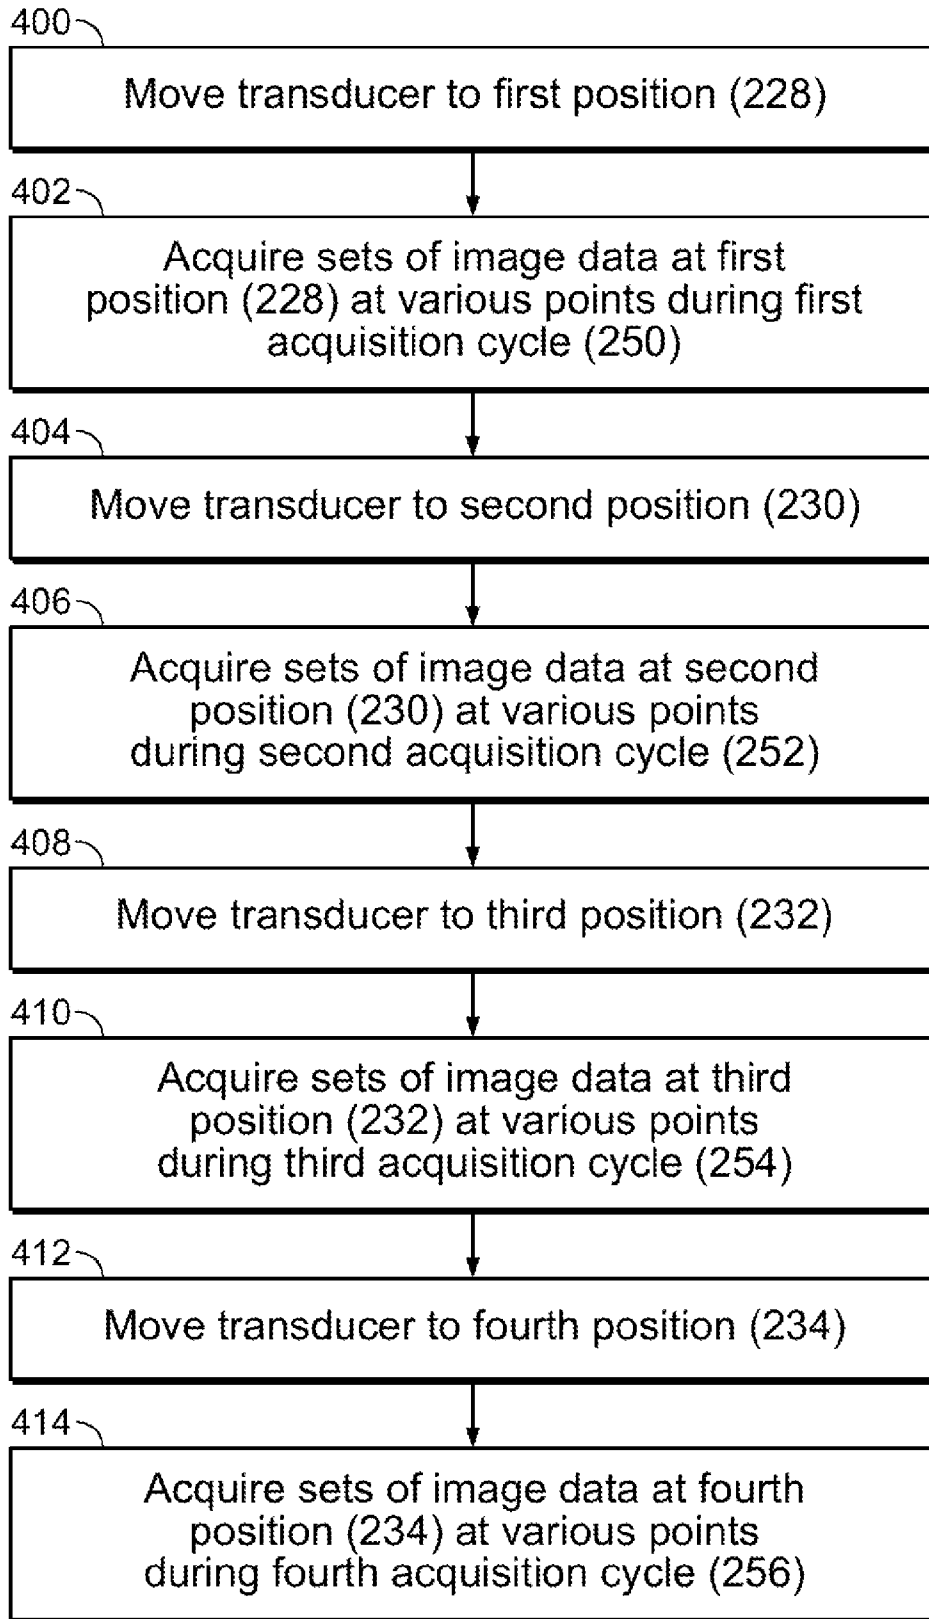 400
Move transducer to first position (228)
402
Acquire sets of image data at first
position (228) at various points during first
acquisition cycle (250)
404
Move transducer to second position (230)
406
Acquire sets of image data at second
position (230) at various points
during second acquisition cycle (252)
408
Move transducer to third position (232)
410
Acquire sets of image data at third
position (232) at various points
during third acquisition cycle (254)
412
Move transducer to fourth position (234)
414
Acquire sets of image data at fourth
position (234) at various points
during fourth acquisition cycle (256)